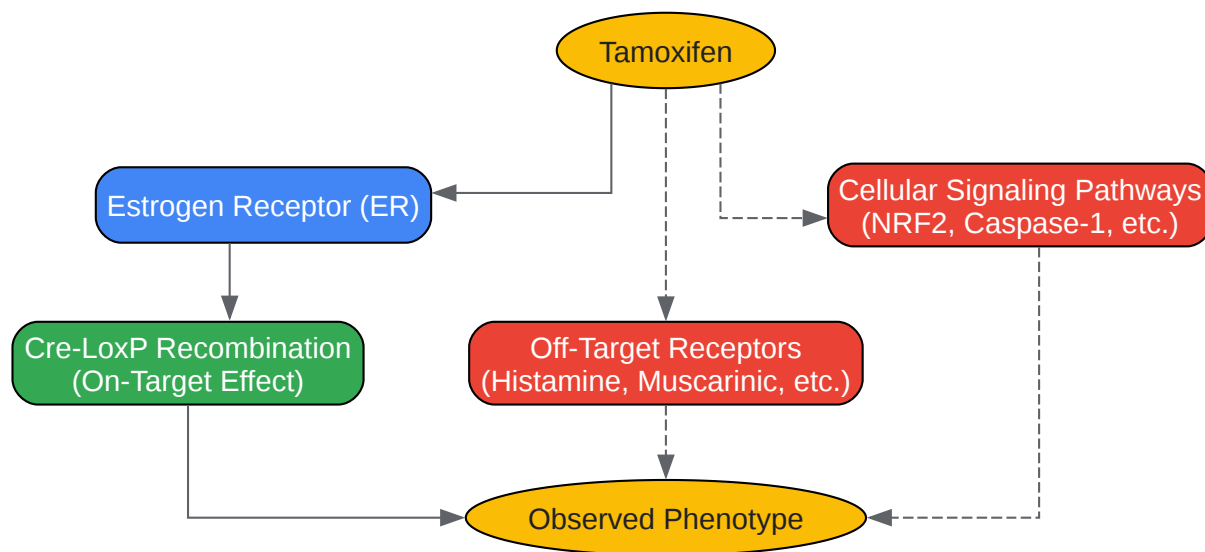 Tamoxifen
Estrogen Receptor (ER)
Cellular Signaling Pathways
(NRF2, Caspase-1, etc.)
Cre-LoxP Recombination
(On-Target Effect)
Off-Target Receptors
(Histamine, Muscarinic, etc.)
Observed Phenotype